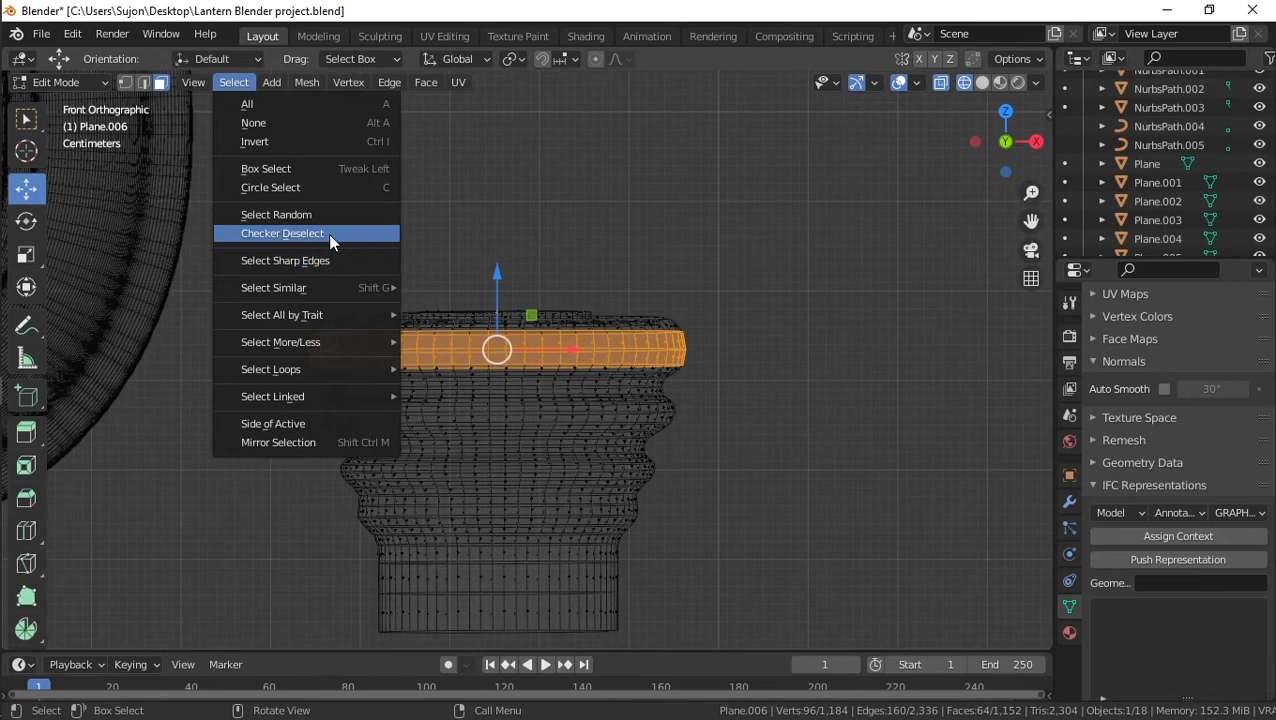 Blender* [C:\Users\Sujon\Desktop\Lantern Blender project.blend]
File Edit Render Window Help Layout Modeling Sculpting UV Editing Texture Paint Shading Animation Rendering Compositing Scripting Scene View Layer
Orientation: Default Drag: Select Box Global X Y Z Options
Edit Mode View Select Add Mesh Vertex Edge Face UV
Front Orthographic
(1) Plane.006
Centimeters
All A
None Alt A
Invert Ctrl I
Box Select Tweak Left
Circle Select C
Select Random
Checker Deselect
Select Sharp Edges
Select Similar Shift G
Select All by Trait
Select More/Less
Select Loops
Select Linked
Side of Active
Mirror Selection Shift Ctrl M
Z
Y
X
NurbsPath.001
NurbsPath.002
NurbsPath.003
NurbsPath.004
NurbsPath.005
Plane
Plane.001
Plane.002
Plane.003
Plane.004
Plane.005
UV Maps
Vertex Colors
Face Maps
Normals
Auto Smooth 30°
Texture Space
Remesh
Geometry Data
IFC Representations
Model Annota... GRAPH...
Assign Context
Push Representation
Geome...
Playback Keying View Marker 1 Start 1 End 250
1 20 40 60 80 100 120 140 160 180 200 220 240
Select Box Select Rotate View Call Menu Plane.006 | Verts:96/1,184 | Edges:160/2,336 | Faces:64/1,152 | Tris:2,304 | Objects:1/18 | Memory: 152.3 MiB | VRA